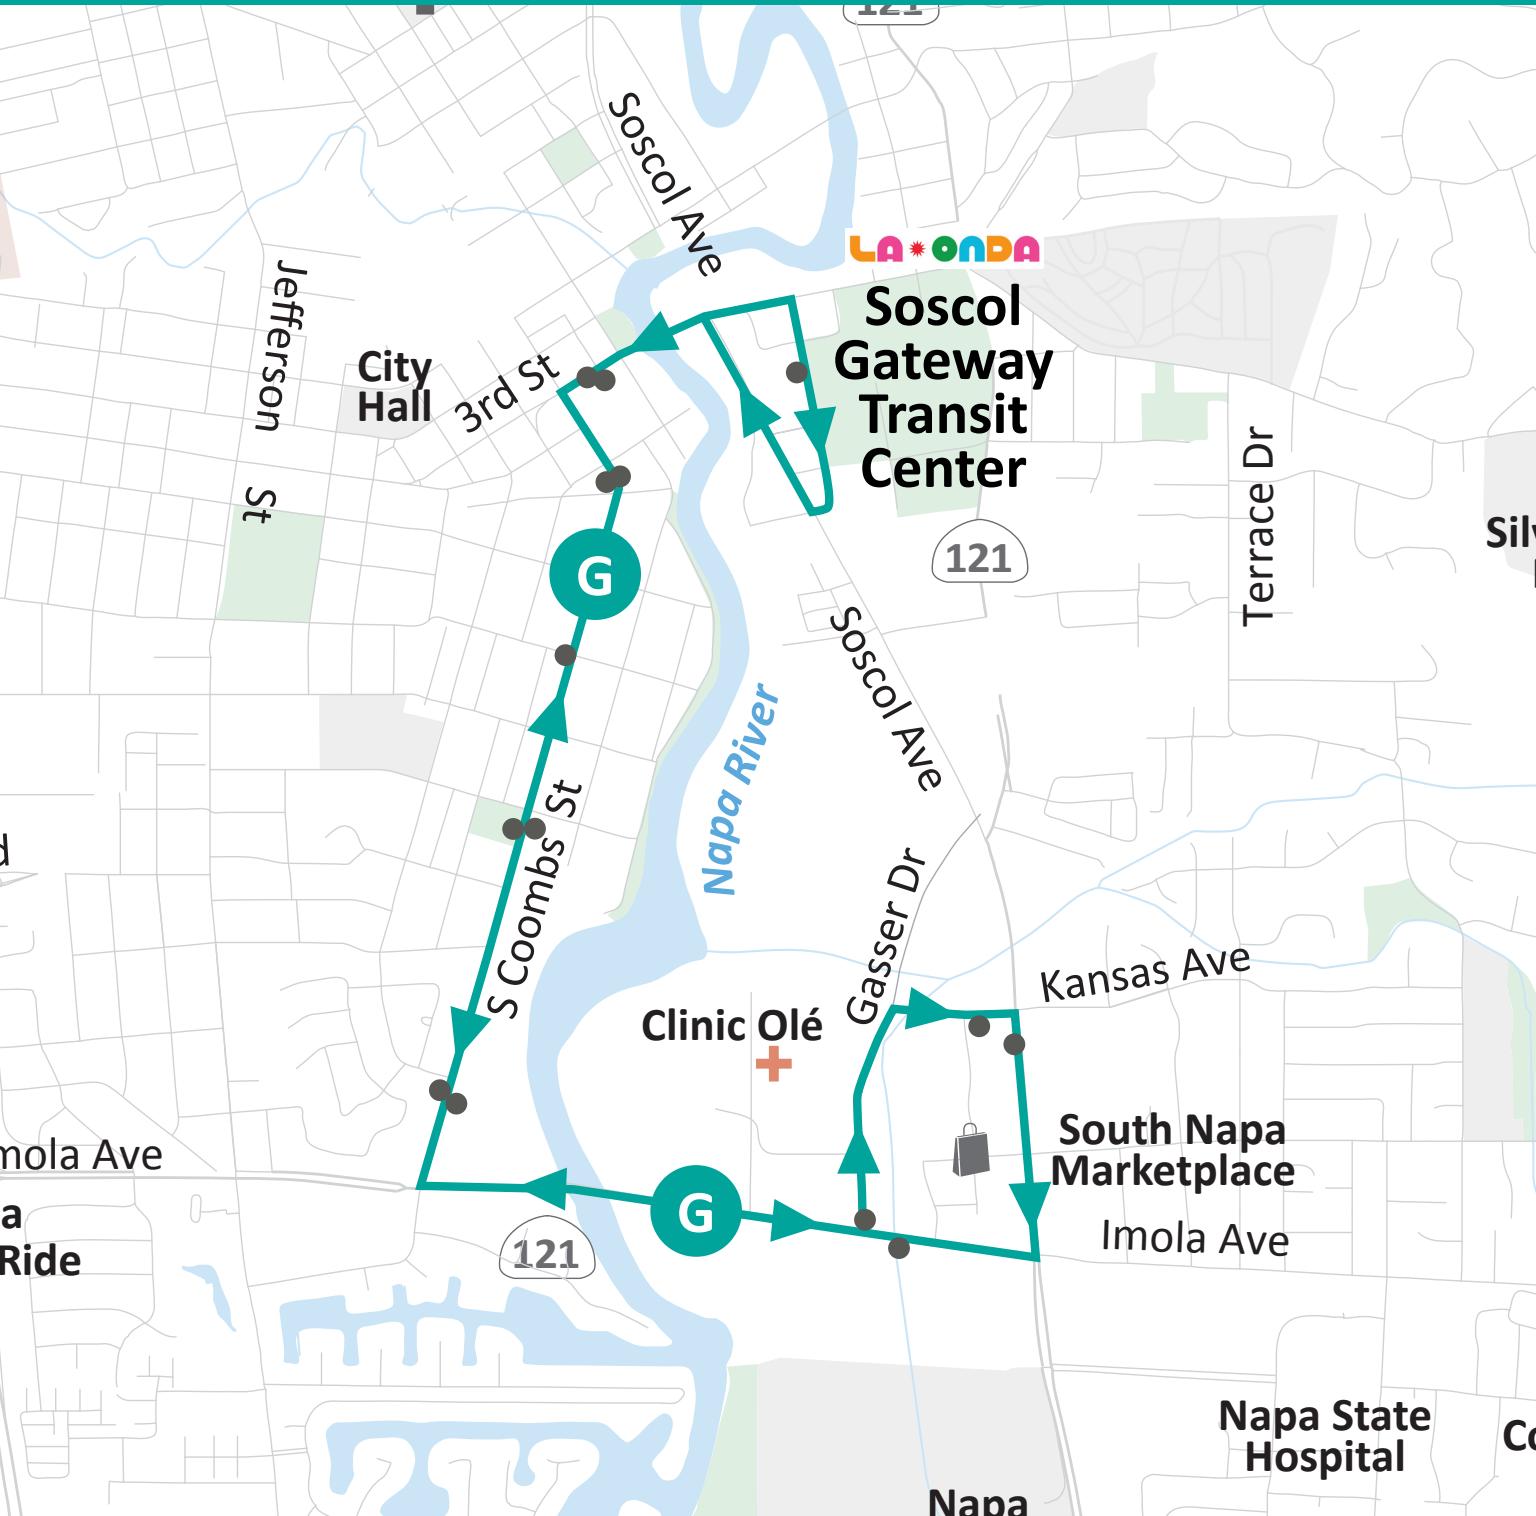 121
Soscol Ave
LA ONDA
Soscol
Gateway
Transit
Center
Jefferson
St
City
Hall
3rd St
121
Terrace Dr
G
Soscol Ave
Napa River
S Coombs St
Gasser Dr
Kansas Ave
Clinic Olé
South Napa
Marketplace
Imola Ave
G
121
Ride
Napa State
Hospital
Napa